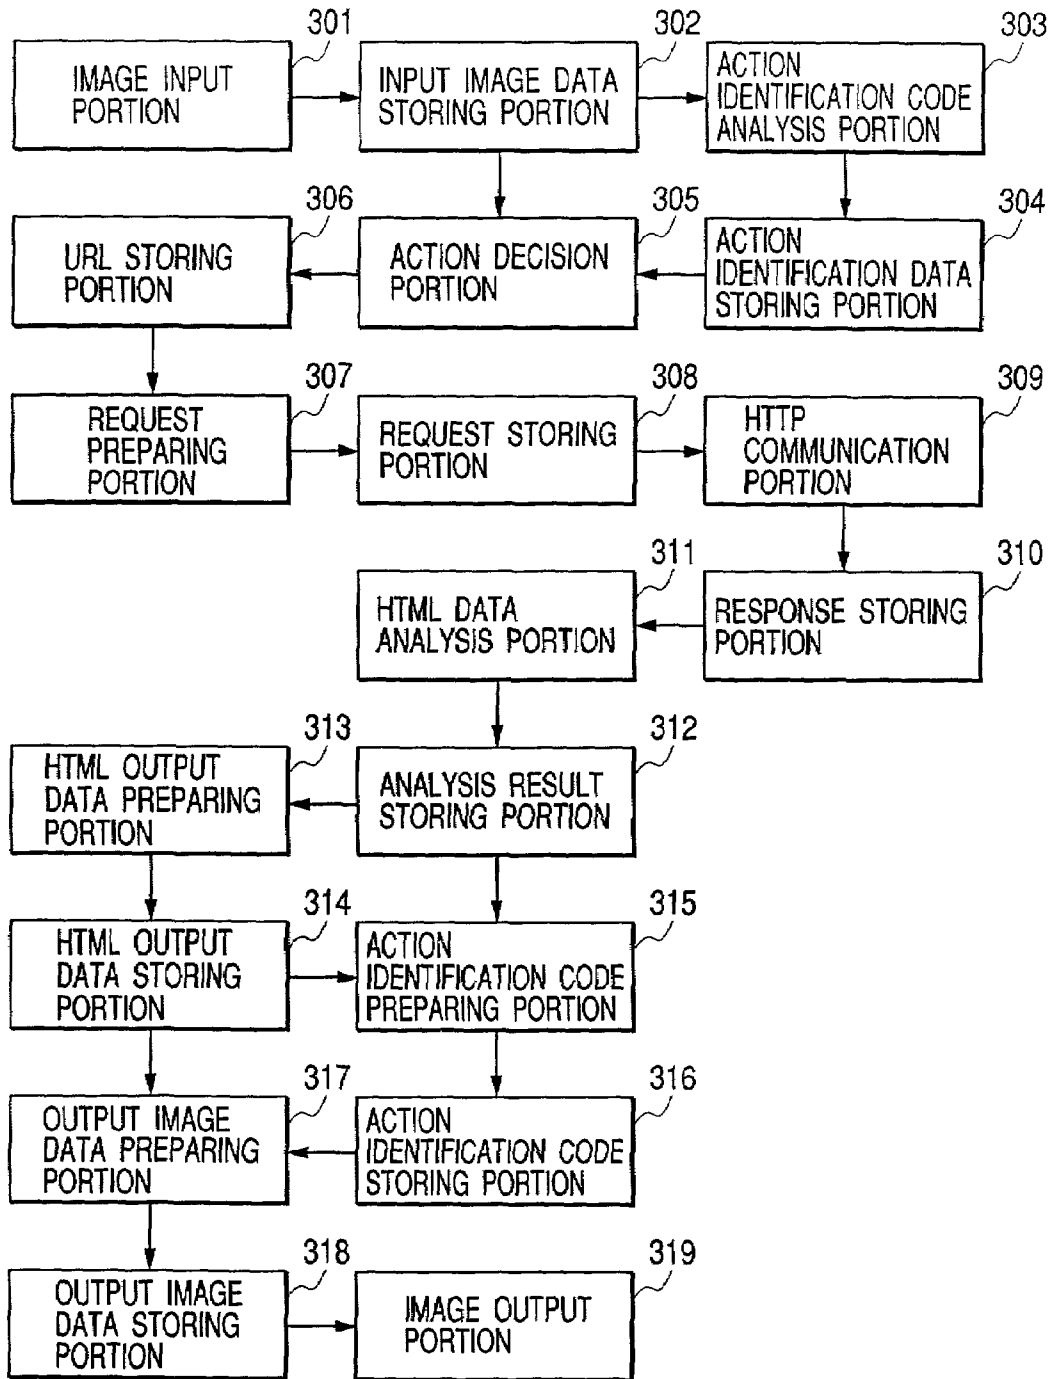 301
IMAGE INPUT
PORTION
302
INPUT IMAGE DATA
STORING PORTION
303
ACTION
IDENTIFICATION CODE
ANALYSIS PORTION
306
URL STORING
PORTION
305
ACTION DECISION
PORTION
304
ACTION
IDENTIFICATION DATA
STORING PORTION
307
REQUEST
PREPARING
PORTION
308
REQUEST STORING
PORTION
309
HTTP
COMMUNICATION
PORTION
311
HTML DATA
ANALYSIS PORTION
310
RESPONSE STORING
PORTION
313
HTML OUTPUT
DATA PREPARING
PORTION
312
ANALYSIS RESULT
STORING PORTION
314
HTML OUTPUT
DATA STORING
PORTION
315
ACTION
IDENTIFICATION CODE
PREPARING PORTION
317
OUTPUT IMAGE
DATA PREPARING
PORTION
316
ACTION
IDENTIFICATION CODE
STORING PORTION
318
OUTPUT IMAGE
DATA STORING
PORTION
319
IMAGE OUTPUT
PORTION